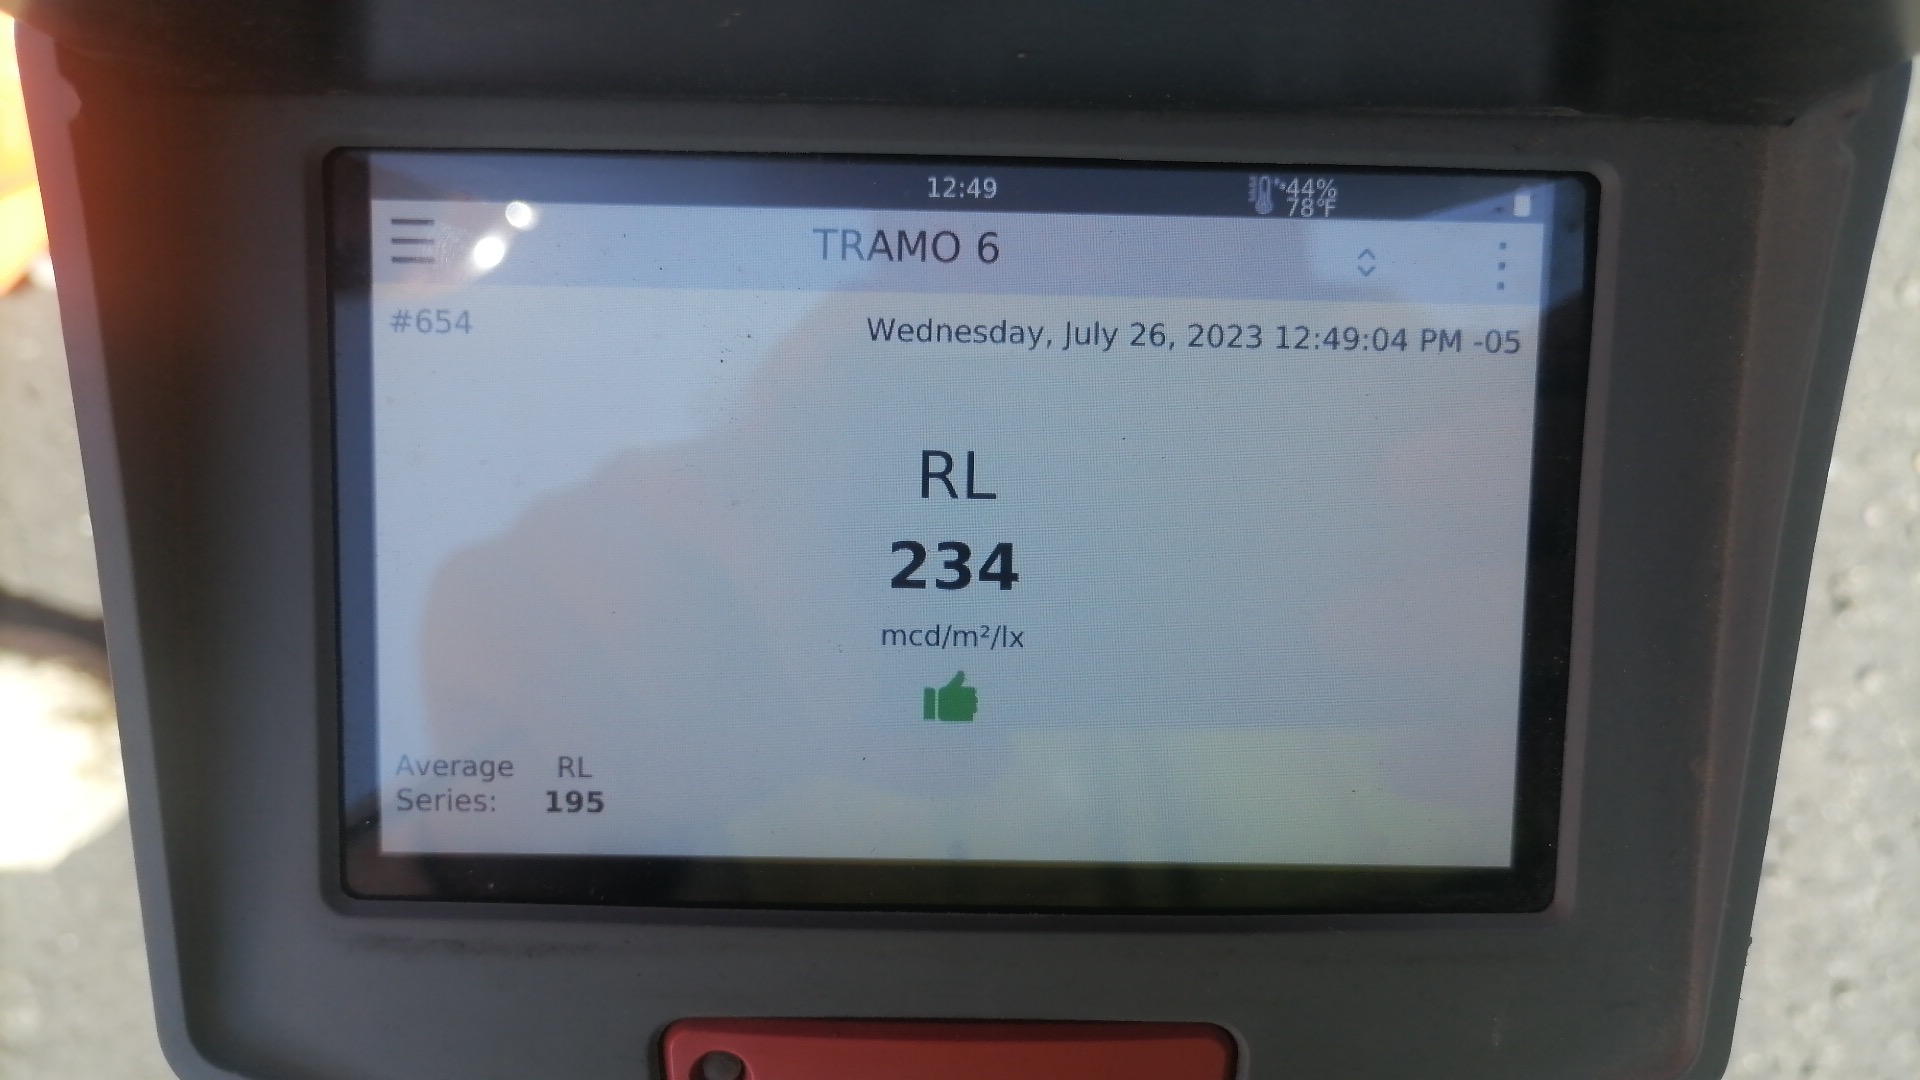 12:49
44%
78°F
TRAMO 6
#654
Wednesday, July 26, 2023 12:49:04 PM -05
RL
234
mcd/m²/lx
Average RL
Series: 195